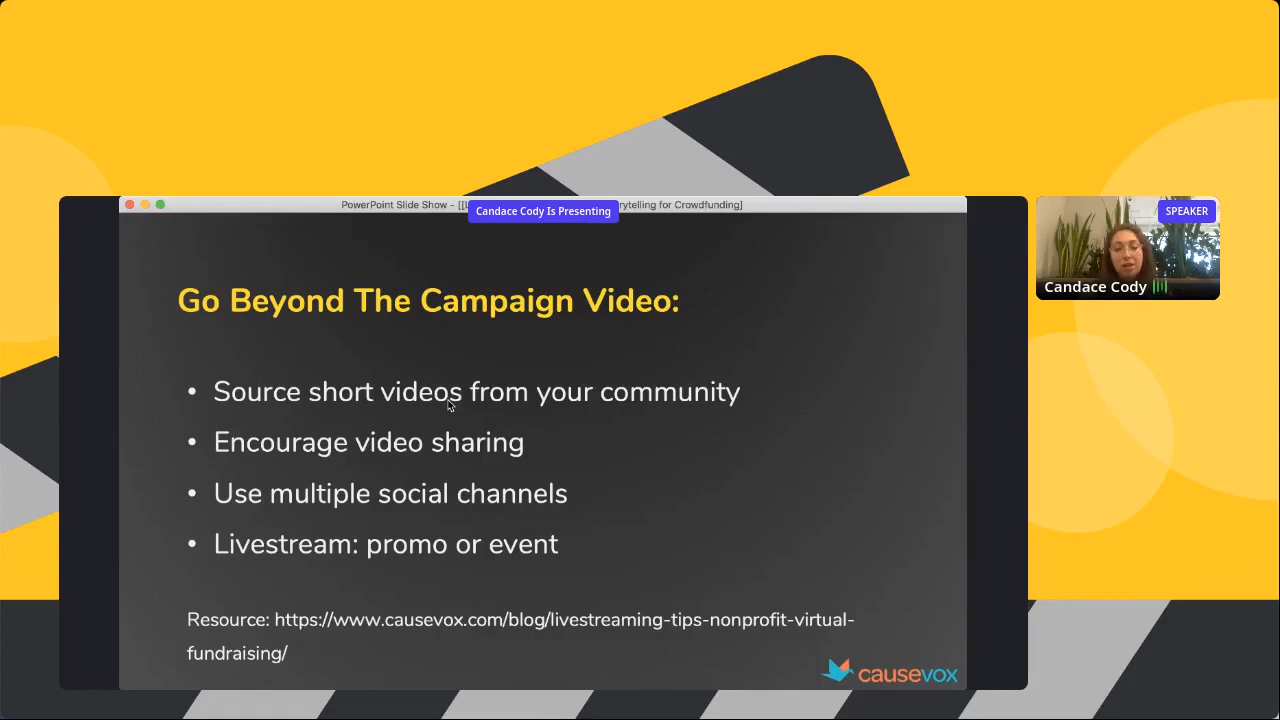 PowerPoint Slide Show - [[L
Candace Cody Is Presenting
rytelling for Crowdfunding]
SPEAKER
Candace Cody
Go Beyond The Campaign Video:
• Source short videos from your community
• Encourage video sharing
• Use multiple social channels
• Livestream: promo or event
Resource: https://www.causevox.com/blog/livestreaming-tips-nonprofit-virtual-
fundraising/
causevox